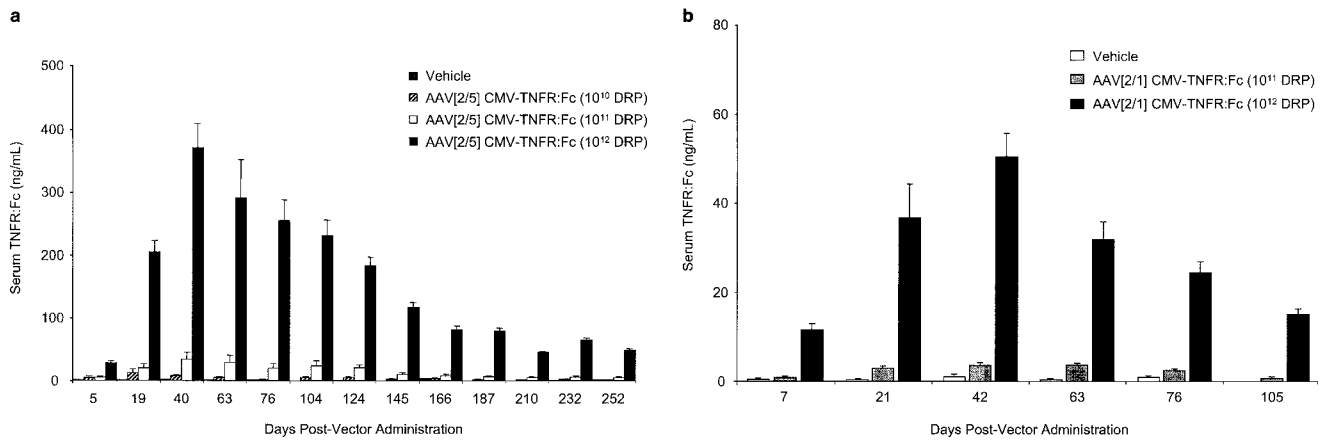 a
500
400
300
200
100
0
Serum TNFR:Fc (ng/mL)
Vehicle
AAV[2/5] CMV-TNFR:Fc (10¹⁰ DRP)
AAV[2/5] CMV-TNFR:Fc (10¹¹ DRP)
AAV[2/5] CMV-TNFR:Fc (10¹² DRP)
5 19 40 63 76 104 124 145 166 187 210 232 252
Days Post-Vector Administration
b
80
60
40
20
0
Serum TNFR:Fc (ng/mL)
Vehicle
AAV[2/1] CMV-TNFR:Fc (10¹¹ DRP)
AAV[2/1] CMV-TNFR:Fc (10¹² DRP)
7 21 42 63 76 105
Days Post-Vector Administration